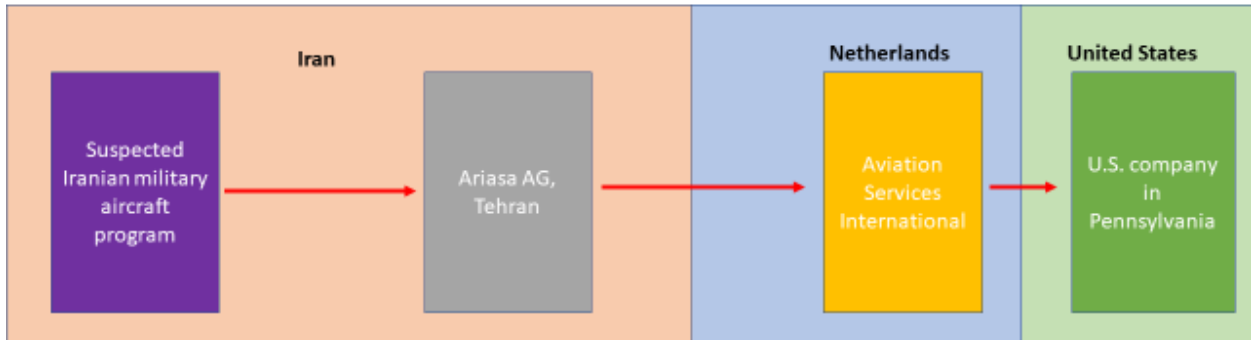 Iran
Netherlands
United States
Suspected
Iranian military
aircraft
program
Ariasa AG,
Tehran
Aviation
Services
International
U.S. company
in
Pennsylvania